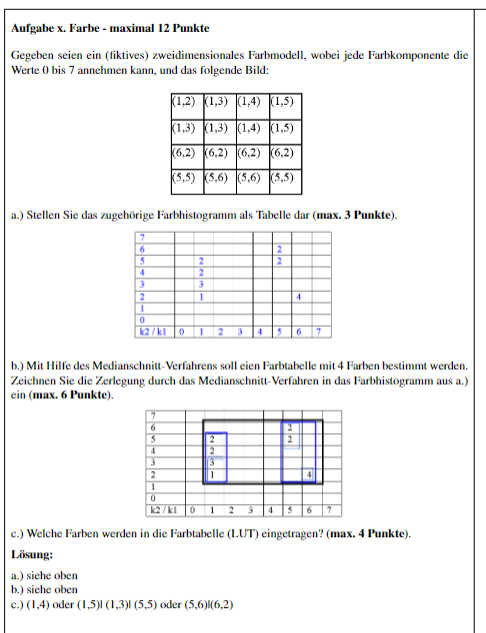 Aufgabe x. Farbe - maximal 12 Punkte
Gegeben seien ein (fiktives) zweidimensionales Farbmodell, wobei jede Farbkomponente die
Werte 0 bis 7 annehmen kann, und das folgende Bild:
(1,2) (1,3) (1,4) (1,5)
(1,3) (1,3) (1,4) (1,5)
(6,2) (6,2) (6,2) (6,2)
(5,5) (5,6) (5,6) (5,5)
a.) Stellen Sie das zugehörige Farbhistogramm als Tabelle dar (max. 3 Punkte).
7
6 2
5 2 2
4 2
3 3
2 1 4
1
0
k2 / k1 0 1 2 3 4 5 6 7
b.) Mit Hilfe des Medianschnitt-Verfahrens soll eien Farbtabelle mit 4 Farben bestimmt werden.
Zeichnen Sie die Zerlegung durch das Medianschnitt-Verfahren in das Farbhistogramm aus a.)
ein (max. 6 Punkte).
7
6 2
5 2 2
4 2
3 3
2 1 4
1
0
k2 / k1 0 1 2 3 4 5 6 7
c.) Welche Farben werden in die Farbtabelle (LUT) eingetragen? (max. 4 Punkte).
Lösung:
a.) siehe oben
b.) siehe oben
c.) (1,4) oder (1,5)| (1,3)| (5,5) oder (5,6)|(6,2)